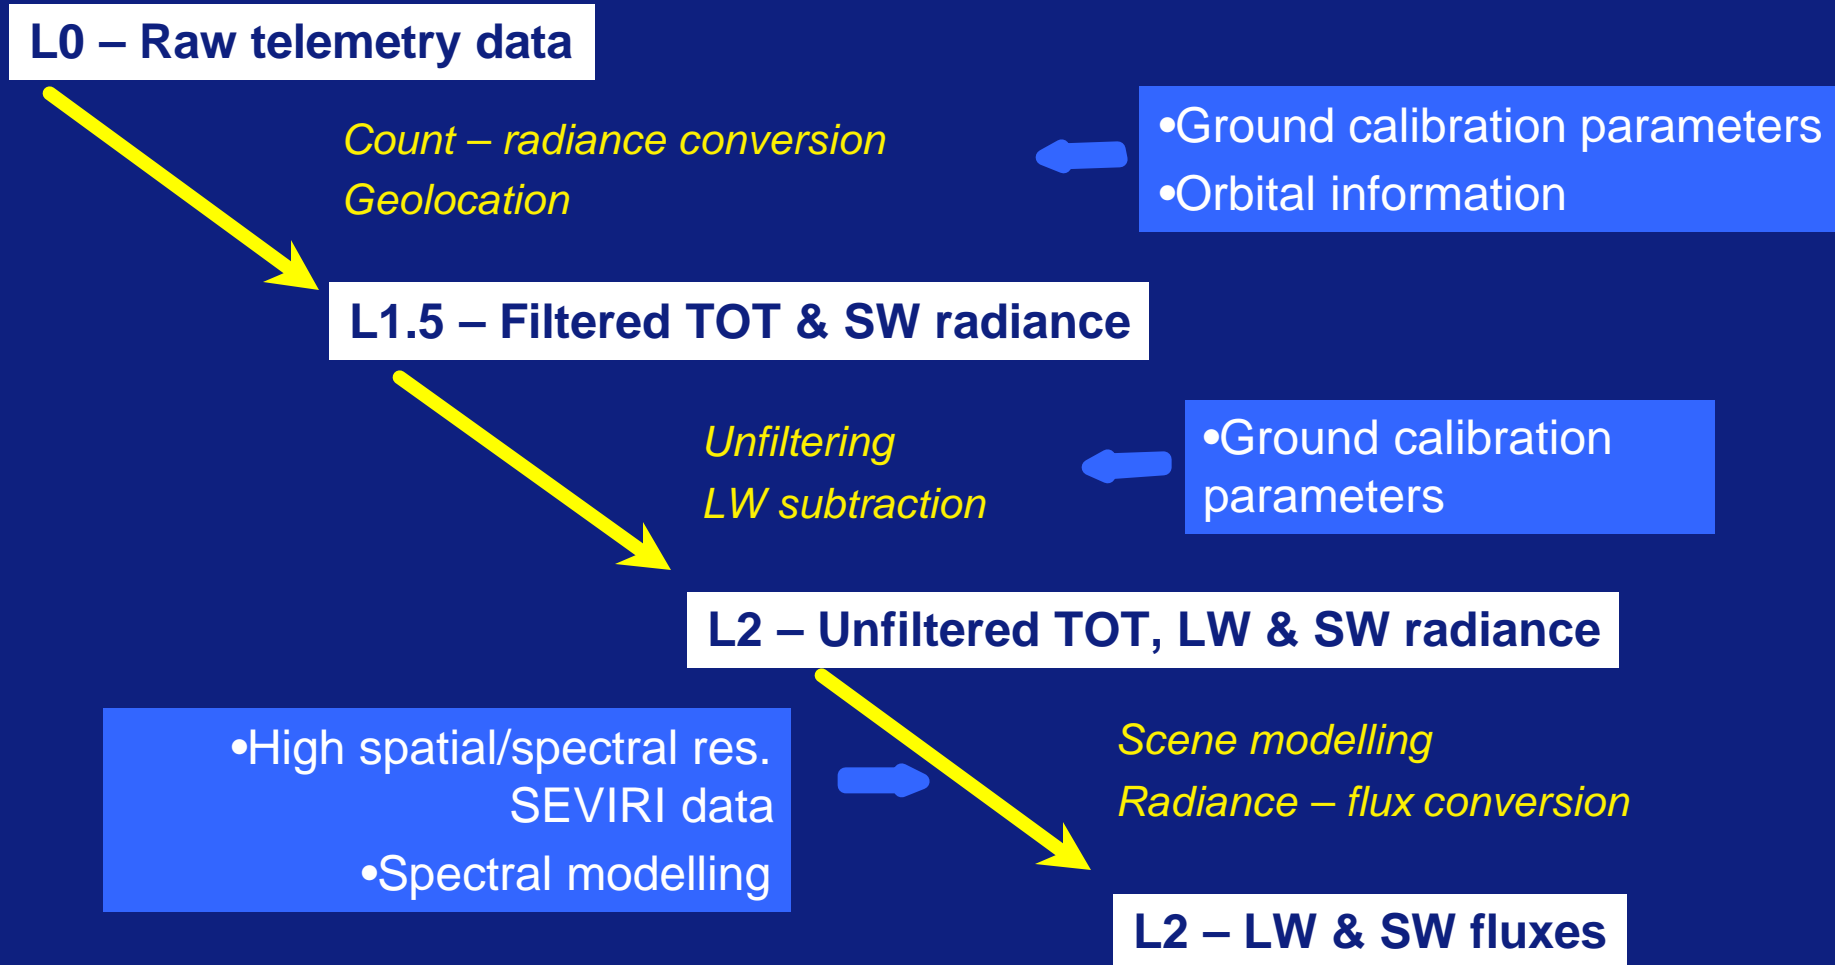 L0 – Raw telemetry data
Count – radiance conversion
Geolocation
•Ground calibration parameters
•Orbital information
L1.5 – Filtered TOT & SW radiance
Unfiltering
LW subtraction
•Ground calibration
parameters
L2 – Unfiltered TOT, LW & SW radiance
•High spatial/spectral res.
SEVIRI data
•Spectral modelling
Scene modelling
Radiance – flux conversion
L2 – LW & SW fluxes